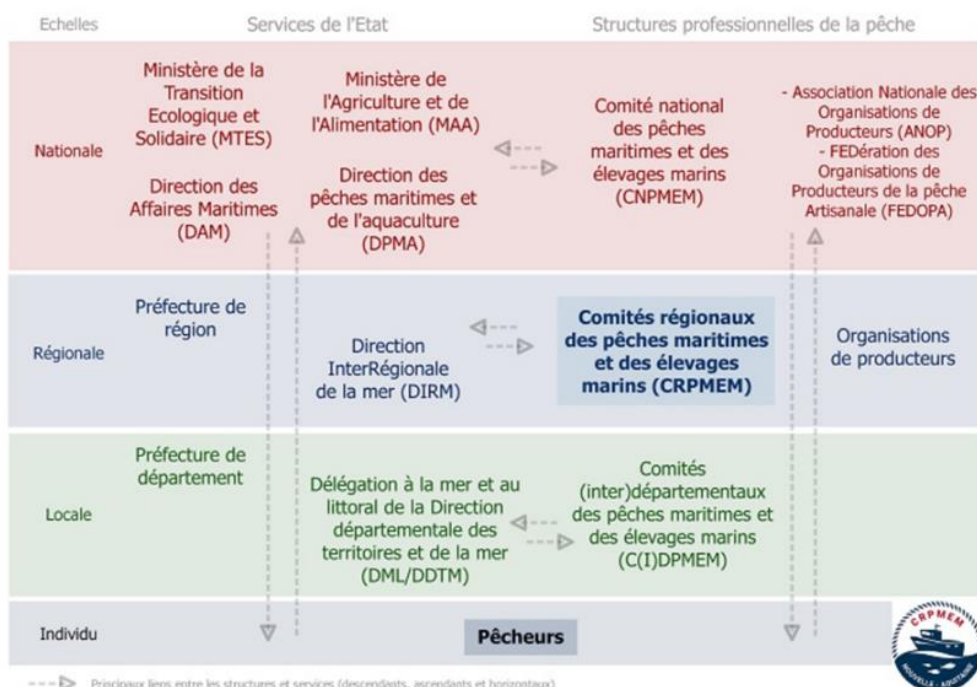 Echelles
Services de l'Etat
Structures professionnelles de la pêche
Nationale
Ministère de la
Transition
Ecologique et
Solidaire (MTES)
Direction des
Affaires Maritimes
(DAM)
Ministère de
l'Agriculture et de
l'Alimentation (MAA)
Direction des
pêches maritimes et
de l'aquaculture
(DPMA)
Comité national
des pêches
maritimes et des
élevages marins
(CNPMEM)
- Association Nationale des
Organisations de
Producteurs (ANOP)
- FEDération des
Organisations de
Producteurs de la pêche
Artisanale (FEDOPA)
Régionale
Préfecture de
région
Direction
InterRégionale
de la mer (DIRM)
Comités régionaux
des pêches maritimes
et des élevages
marins (CRPMEM)
Organisations
de producteurs
Locale
Préfecture de
département
Délégation à la mer et au
littoral de la Direction
départementale des
territoires et de la mer
(DML/DDTM)
Comités
(inter)départementaux
des pêches maritimes et
des élevages marins
(C(I)DPMEM)
Individu
Pêcheurs
CRPMEM
NOUVELLE - AQUITAINE
Principaux liens entre les structures et services (descendants, ascendants et horizontaux)